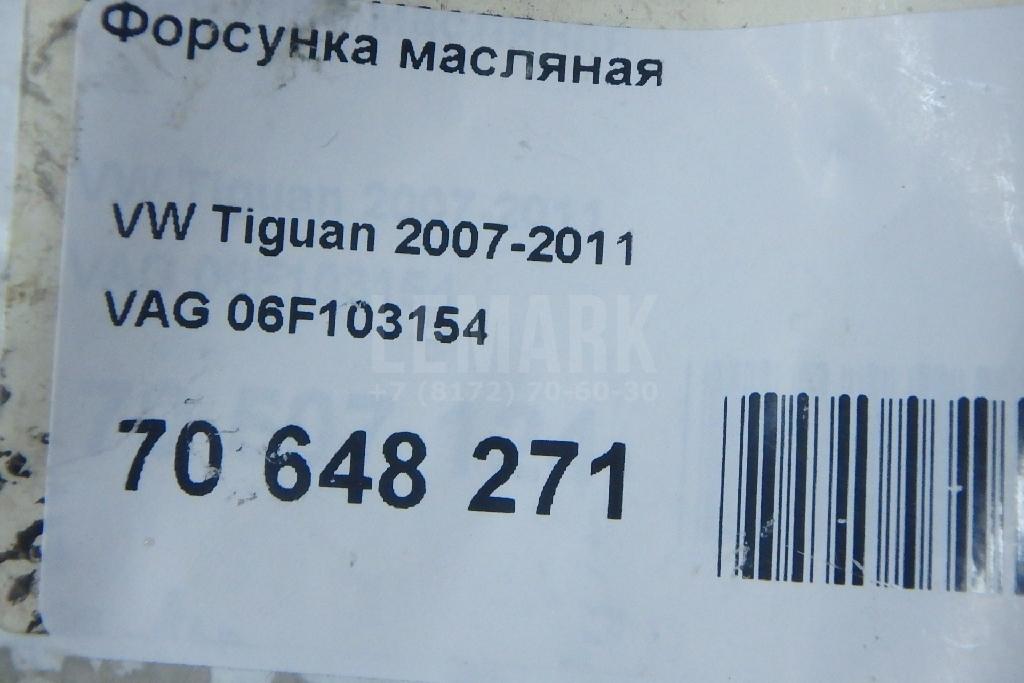 Форсунка масляная
VW Tiguan 2007-2011
VAG 06F103154
LEMARK
+7 (8172) 70-60-30
70 648 271